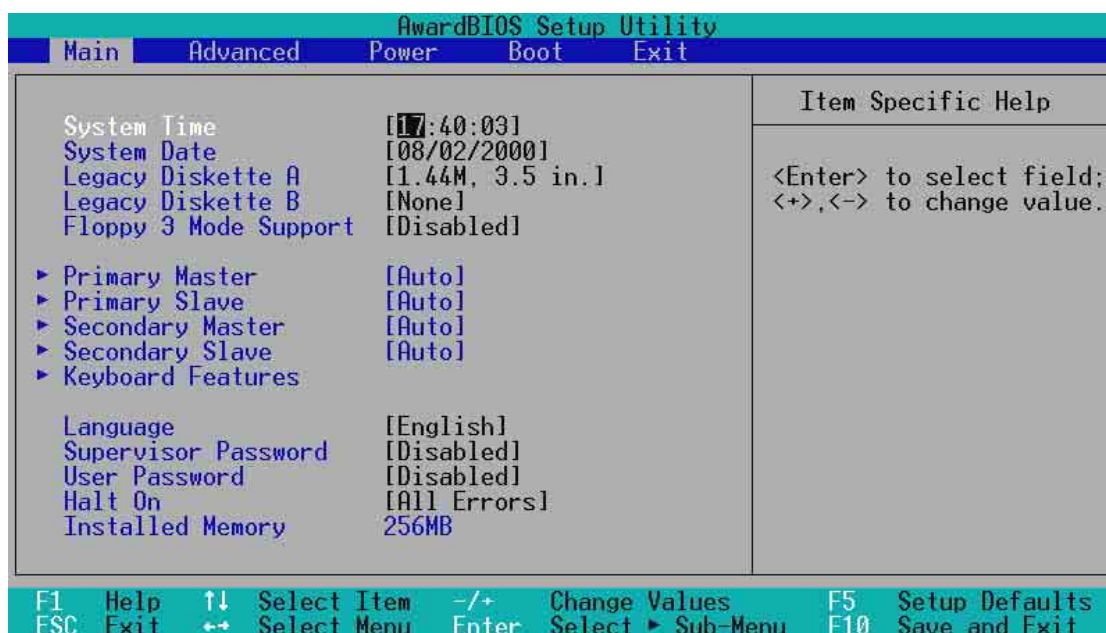 AwardBIOS Setup Utility
Main Advanced Power Boot Exit
Item Specific Help
System Time [17:40:03]
System Date [08/02/2000]
Legacy Diskette A [1.44M, 3.5 in.]
<Enter> to select field;
Legacy Diskette B [None]
<+>,<-> to change value.
Floppy 3 Mode Support [Disabled]
► Primary Master [Auto]
► Primary Slave [Auto]
► Secondary Master [Auto]
► Secondary Slave [Auto]
► Keyboard Features
Language [English]
Supervisor Password [Disabled]
User Password [Disabled]
Halt On [All Errors]
Installed Memory 256MB
F1 Help ↑↓ Select Item -/+ Change Values F5 Setup Defaults
ESC Exit ←→ Select Menu Enter Select ► Sub-Menu F10 Save and Exit